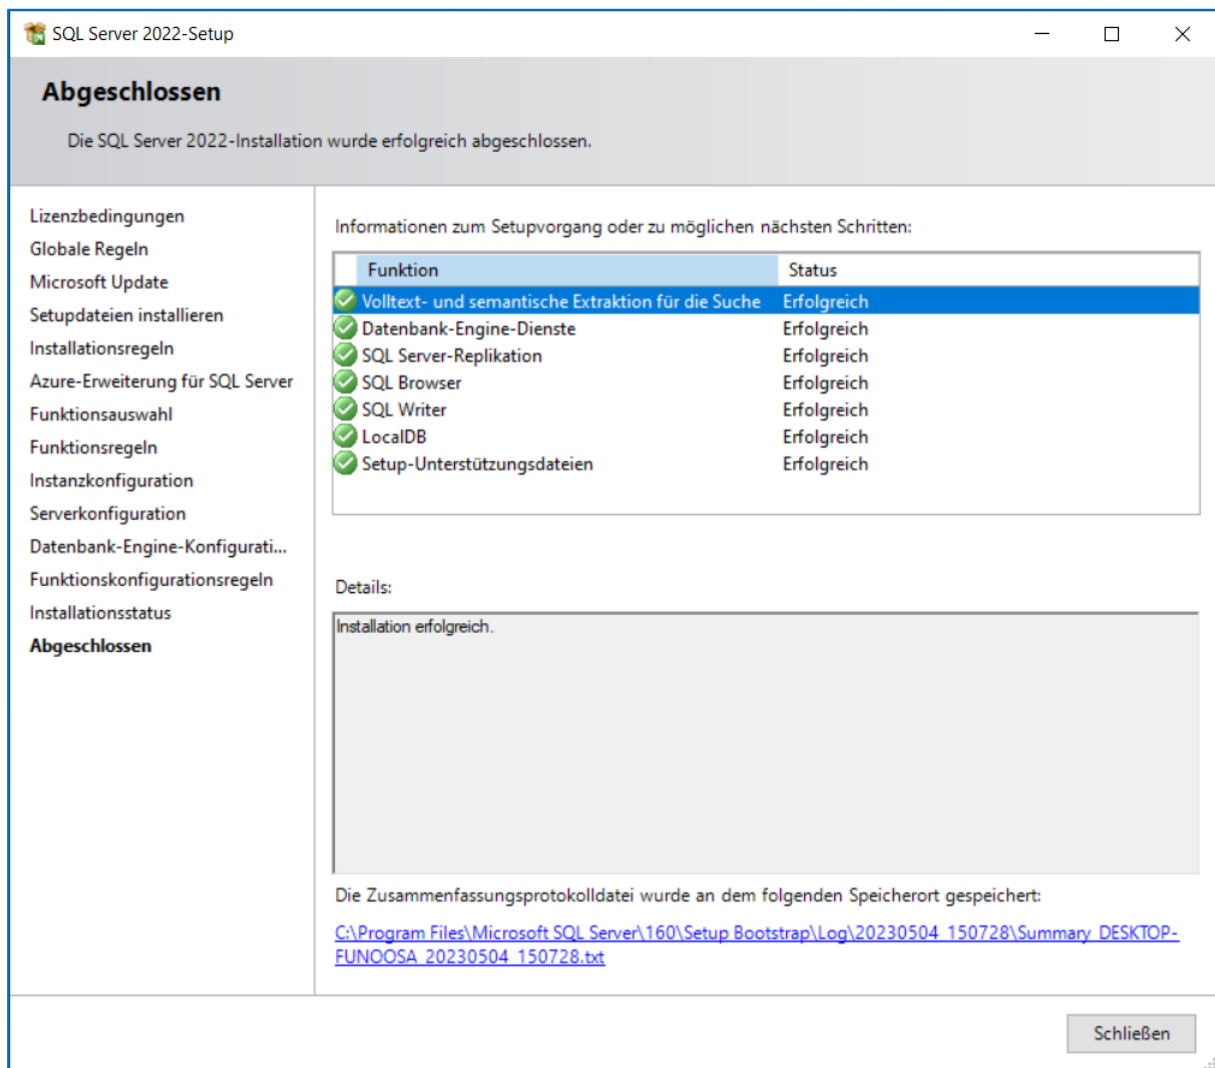 SQL Server 2022-Setup
Abgeschlossen
Die SQL Server 2022-Installation wurde erfolgreich abgeschlossen.
Lizenzbedingungen
Globale Regeln
Microsoft Update
Setupdateien installieren
Installationsregeln
Azure-Erweiterung für SQL Server
Funktionsauswahl
Funktionsregeln
Instanzkonfiguration
Serverkonfiguration
Datenbank-Engine-Konfigurati...
Funktionskonfigurationsregeln
Installationsstatus
Abgeschlossen
Informationen zum Setupvorgang oder zu möglichen nächsten Schritten:
Funktion Status
Volltext- und semantische Extraktion für die Suche Erfolgreich
Datenbank-Engine-Dienste Erfolgreich
SQL Server-Replikation Erfolgreich
SQL Browser Erfolgreich
SQL Writer Erfolgreich
LocalDB Erfolgreich
Setup-Unterstützungsdateien Erfolgreich
Details:
Installation erfolgreich.
Die Zusammenfassungsprotokolldatei wurde an dem folgenden Speicherort gespeichert:
C:\Program Files\Microsoft SQL Server\160\Setup Bootstrap\Log\20230504_150728\Summary_DESKTOP-
FUNOOSA_20230504_150728.txt
Schließen